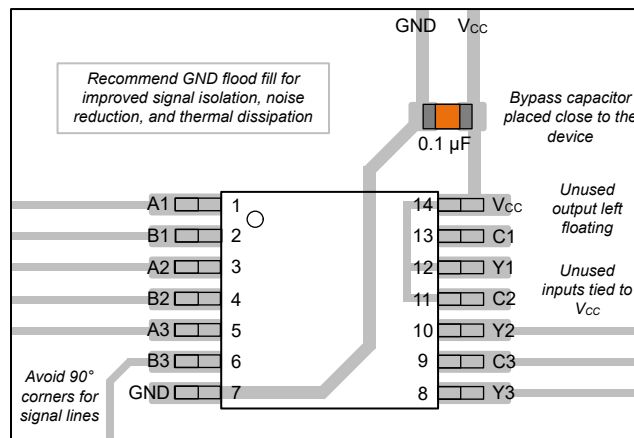 GND VCC
Recommend GND flood fill for
improved signal isolation, noise
reduction, and thermal dissipation
Bypass capacitor
placed close to the
device
0.1 µF
A1 1 14 VCC
B1 2 13 C1
A2 3 12 Y1
B2 4 11 C2
A3 5 10 Y2
B3 6 9 C3
GND 7 8 Y3
Unused
output left
floating
Unused
inputs tied to
VCC
Avoid 90°
corners for
signal lines